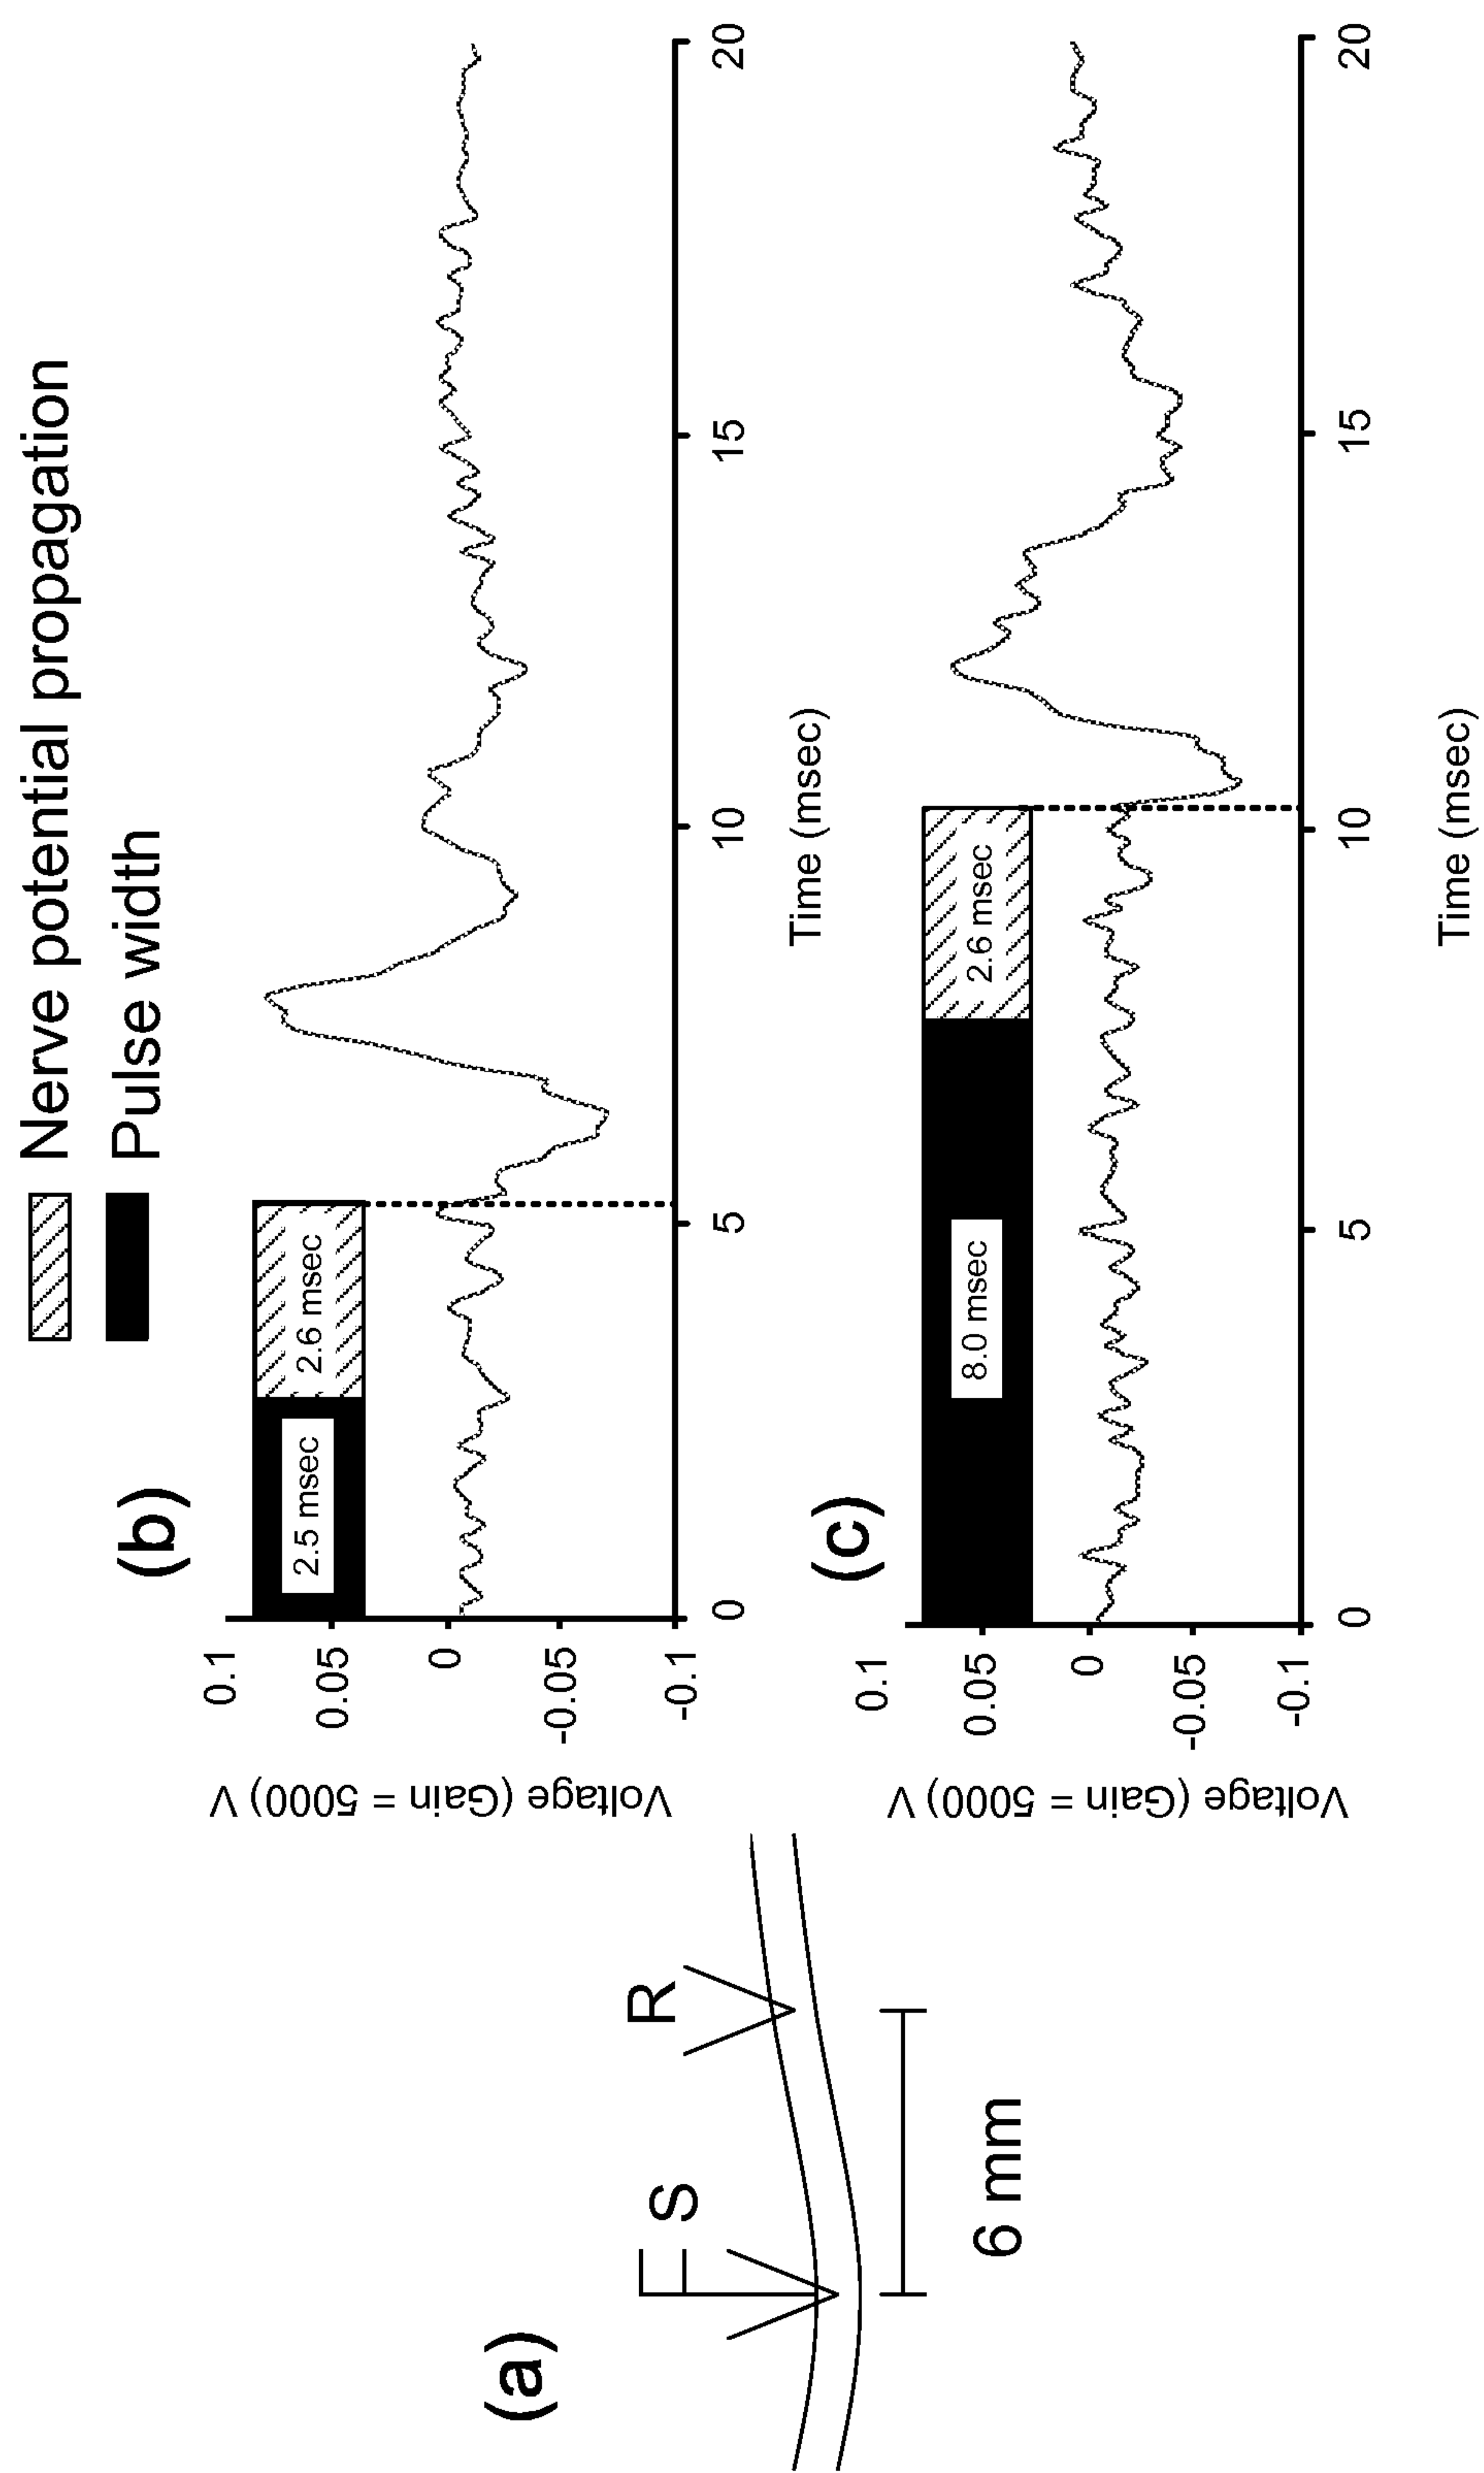 Nerve potential propagation
Pulse width
(a)
F S
R
6 mm
(b)
Voltage (Gain = 5000) V
0.1
0.05
0
-0.05
-0.1
2.5 msec
2.6 msec
0
5
10
15
20
Time (msec)
(c)
Voltage (Gain = 5000) V
0.1
0.05
0
-0.05
-0.1
8.0 msec
2.6 msec
0
5
10
15
20
Time (msec)